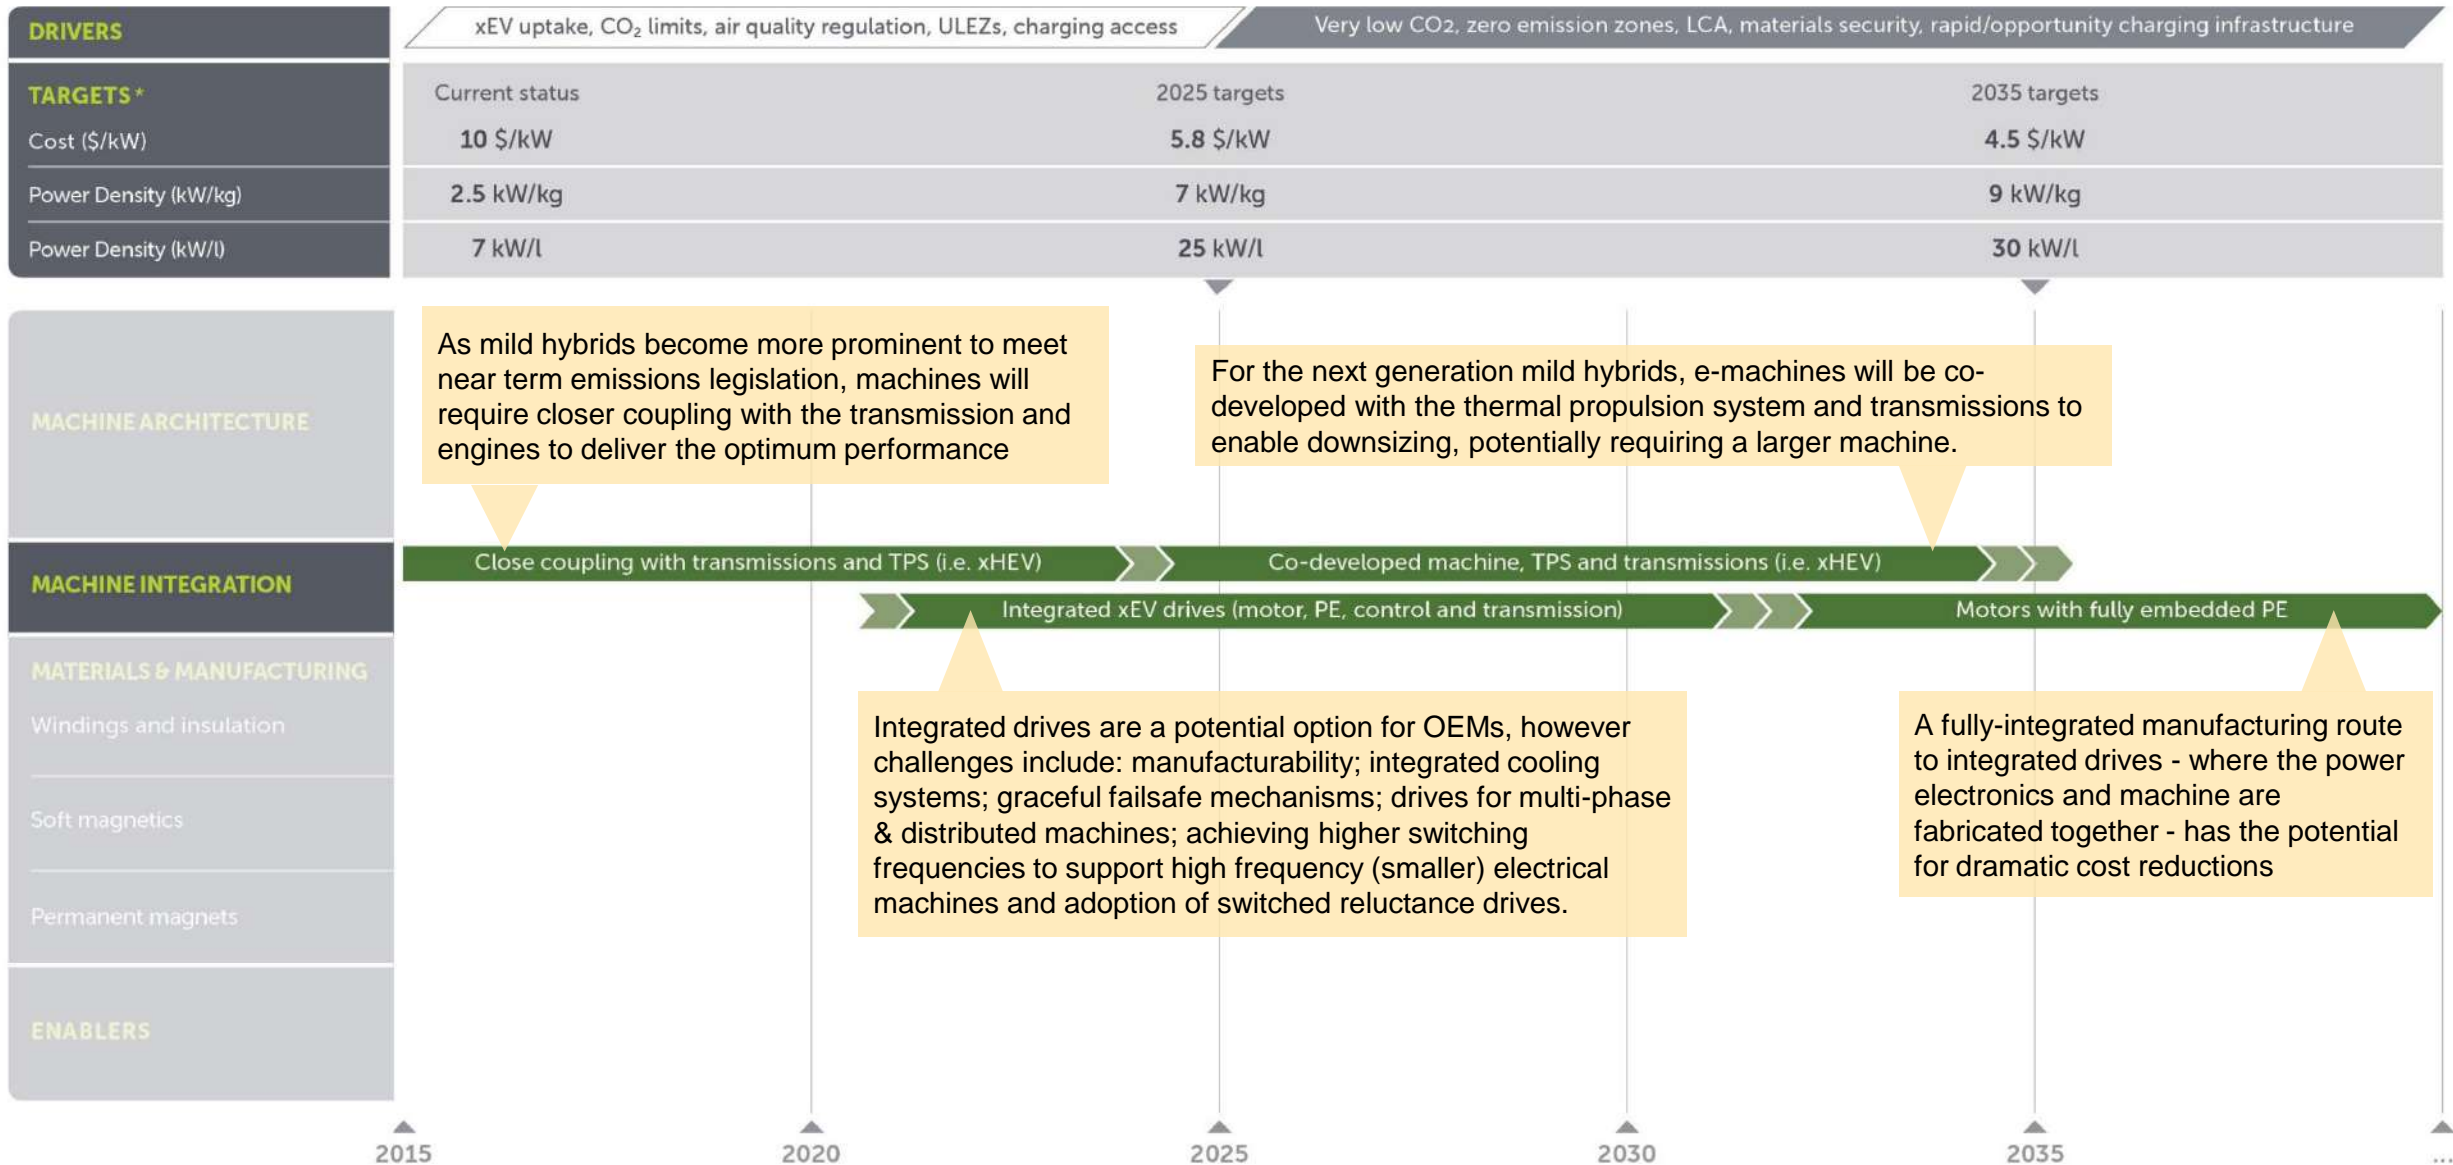 DRIVERS
xEV uptake, CO₂ limits, air quality regulation, ULEZs, charging access
Very low CO2, zero emission zones, LCA, materials security, rapid/opportunity charging infrastructure
TARGETS*
Current status
2025 targets
2035 targets
Cost ($/kW)
10 $/kW
5.8 $/kW
4.5 $/kW
Power Density (kW/kg)
2.5 kW/kg
7 kW/kg
9 kW/kg
Power Density (kW/l)
7 kW/l
25 kW/l
30 kW/l
MACHINE ARCHITECTURE
As mild hybrids become more prominent to meet
near term emissions legislation, machines will
require closer coupling with the transmission and
engines to deliver the optimum performance
For the next generation mild hybrids, e-machines will be co-
developed with the thermal propulsion system and transmissions to
enable downsizing, potentially requiring a larger machine.
MACHINE INTEGRATION
Close coupling with transmissions and TPS (i.e. xHEV)
Co-developed machine, TPS and transmissions (i.e. xHEV)
Integrated xEV drives (motor, PE, control and transmission)
Motors with fully embedded PE
MATERIALS & MANUFACTURING
Windings and insulation
Soft magnetics
Permanent magnets
Integrated drives are a potential option for OEMs, however
challenges include: manufacturability; integrated cooling
systems; graceful failsafe mechanisms; drives for multi-phase
& distributed machines; achieving higher switching
frequencies to support high frequency (smaller) electrical
machines and adoption of switched reluctance drives.
A fully-integrated manufacturing route
to integrated drives - where the power
electronics and machine are
fabricated together - has the potential
for dramatic cost reductions
ENABLERS
2015
2020
2025
2030
2035
...